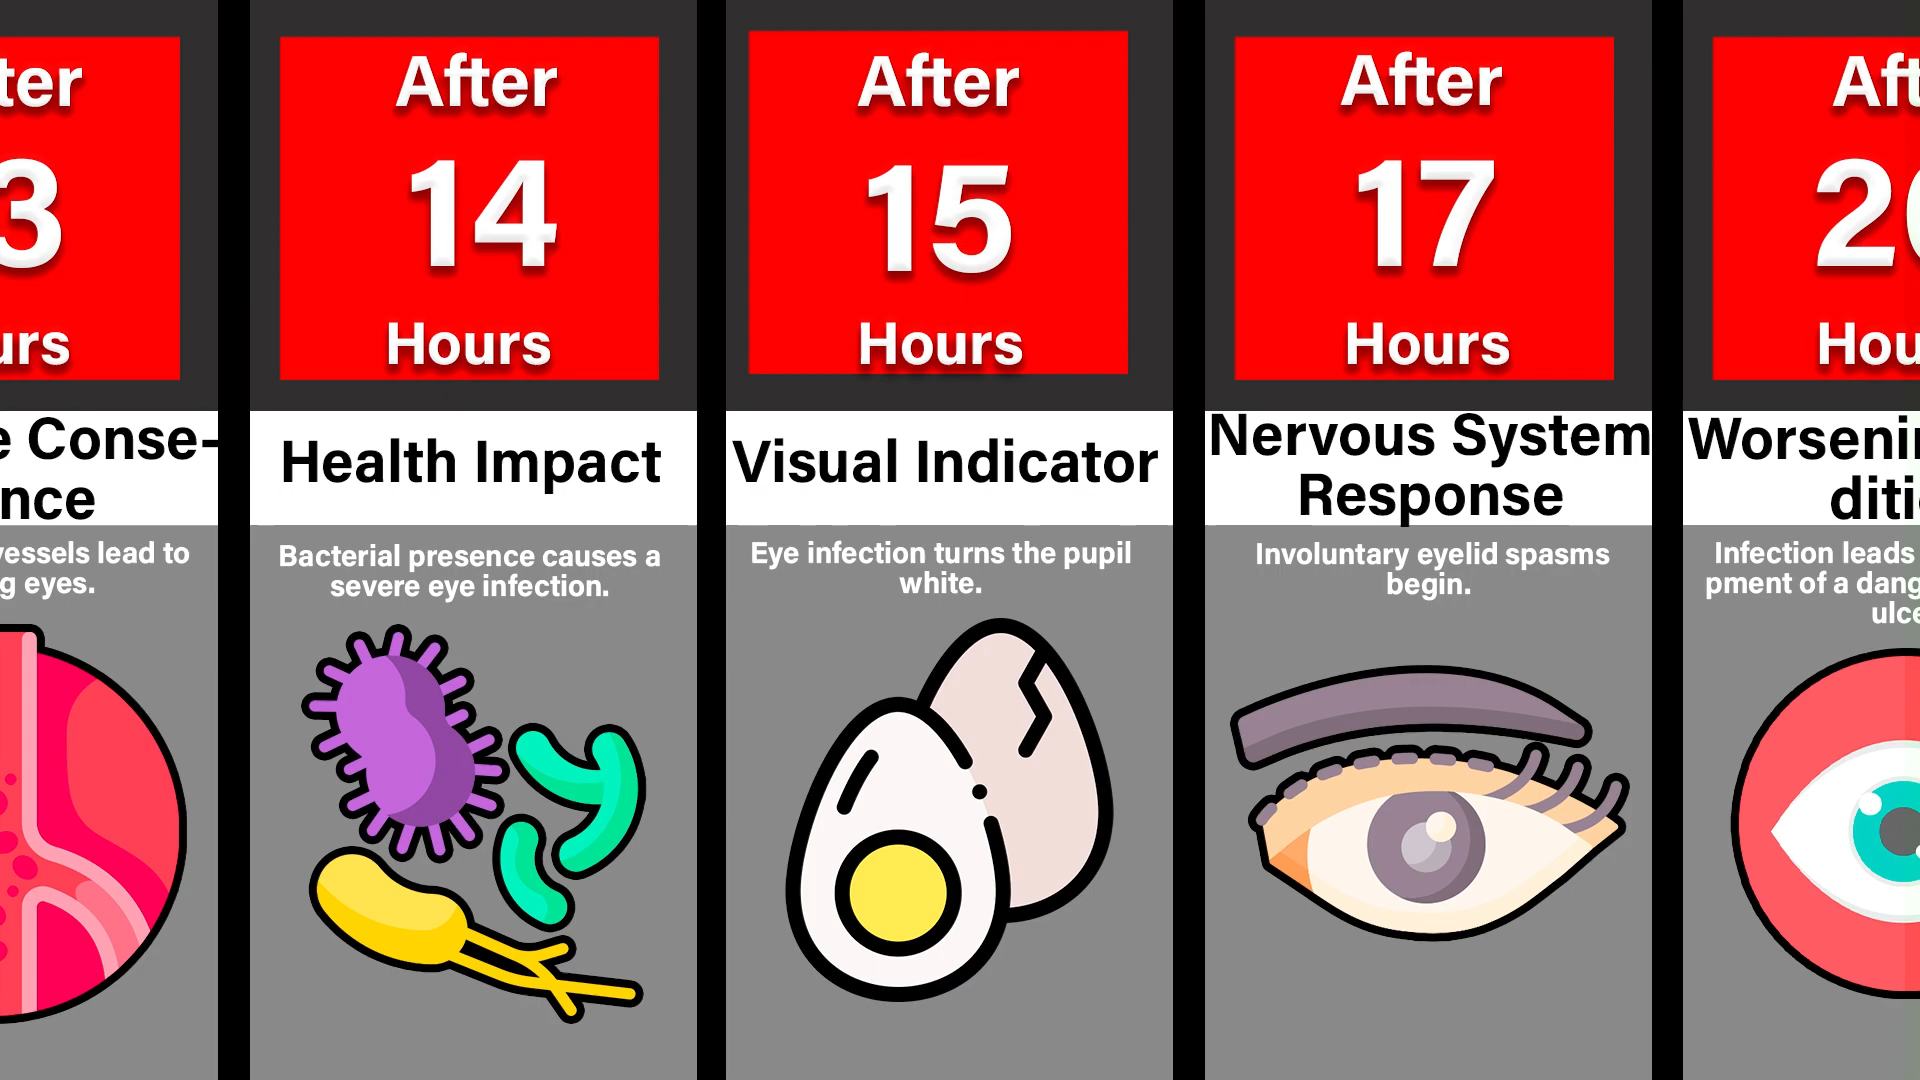 ter
3
urs
e Conse-
nce
vessels lead to
g eyes.
After
14
Hours
Health Impact
Bacterial presence causes a
severe eye infection.
After
15
Hours
Visual Indicator
Eye infection turns the pupil
white.
After
17
Hours
Nervous System
Response
Involuntary eyelid spasms
begin.
Aft
20
Hou
Worsenin
diti
Infection leads
pment of a dang
ulce